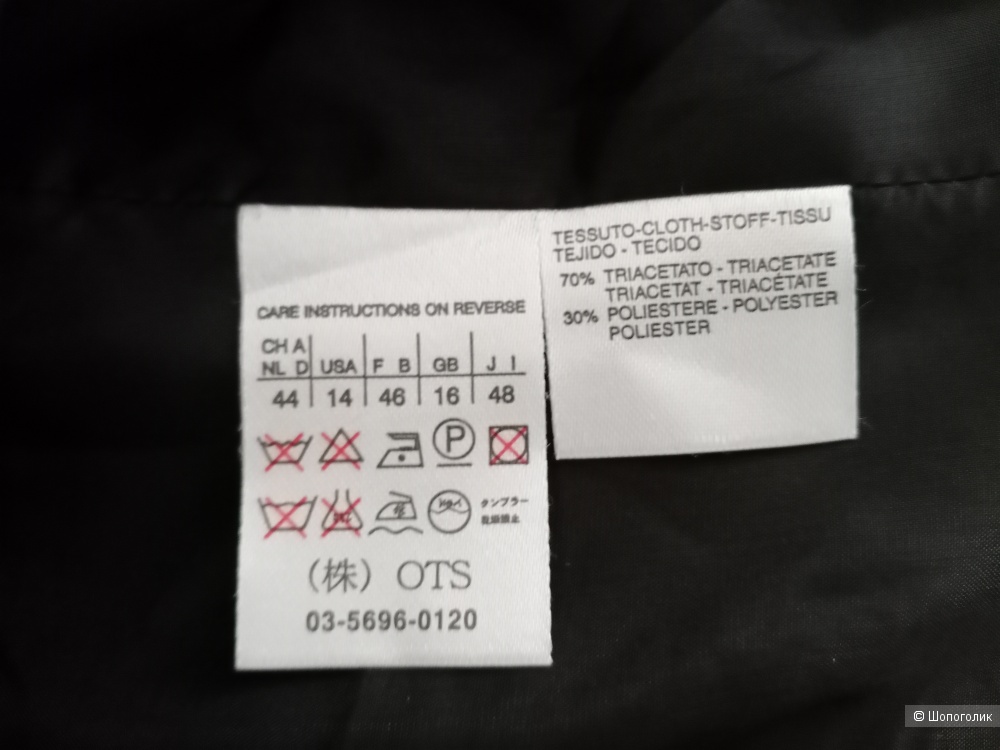 CARE INSTRUCTIONS ON REVERSE
CH A
NL D USA F B GB J I
44 14 46 16 48
P
タンブラー
乾燥禁止
(株) OTS
03-5696-0120
TESSUTO-CLOTH-STOFF-TISSU
TEJIDO - TECIDO
70% TRIACETATO - TRIACETATE
TRIACETAT - TRIACÉTATE
30% POLIESTERE - POLYESTER
POLIESTER
© Шопоголик